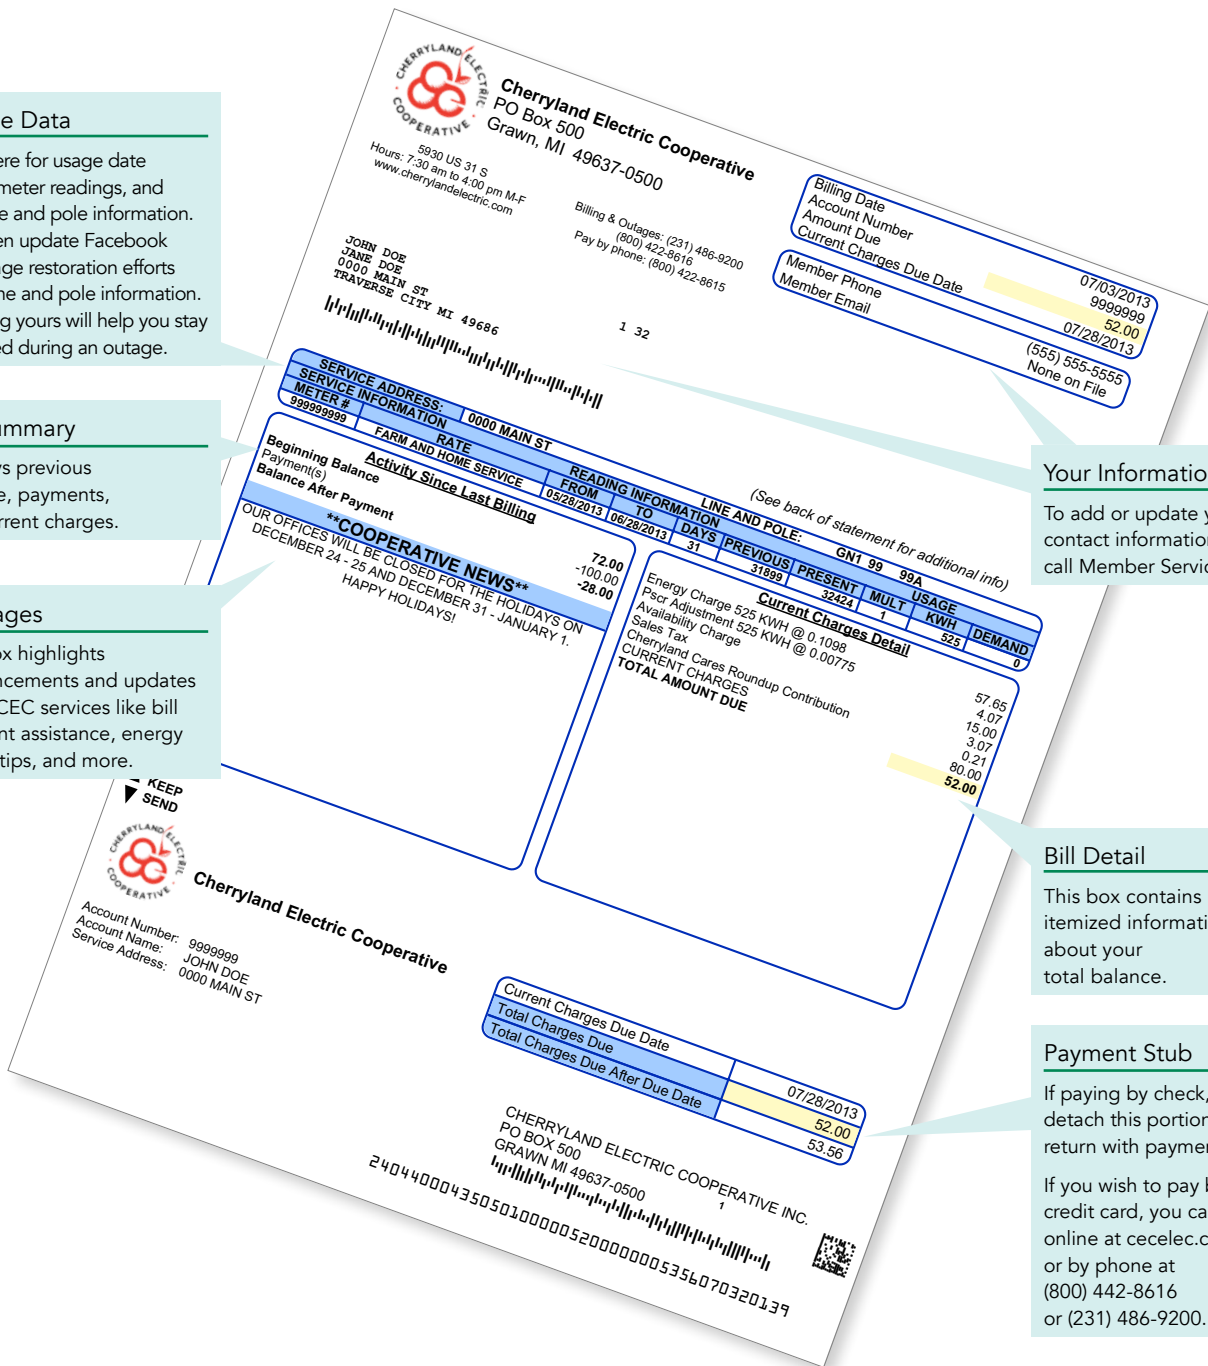 CHERRYLAND ELECTRIC COOPERATIVE
Cherryland Electric Cooperative
PO Box 500
Grawn, MI 49637-0500
5930 US 31 S
Hours: 7:30 am to 4:00 pm M-F
www.cherrylandelectric.com
Billing & Outages: (231) 486-9200
(800) 422-8616
Pay by phone: (800) 422-8615
Billing Date 07/03/2013
Account Number 9999999
Amount Due 52.00
Current Charges Due Date 07/28/2013
Member Phone (555) 555-5555
Member Email None on File
JOHN DOE
JANE DOE
0000 MAIN ST
TRAVERSE CITY MI 49686
1 32
e Data
ere for usage date
meter readings, and
e and pole information.
en update Facebook
ge restoration efforts
ne and pole information.
g yours will help you stay
ed during an outage.
ummary
s previous
e, payments,
rrent charges.
ages
ox highlights
ncements and updates
CEC services like bill
nt assistance, energy
tips, and more.
(See back of statement for additional info)
SERVICE ADDRESS: 0000 MAIN ST LINE AND POLE: GN1 99 99A
SERVICE INFORMATION READING INFORMATION USAGE
METER # RATE FROM TO DAYS PREVIOUS PRESENT MULT KWH DEMAND
999999999 FARM AND HOME SERVICE 05/28/2013 06/28/2013 31 31899 32424 1 525 0
Activity Since Last Billing
Beginning Balance 72.00
Payment(s) -100.00
Balance After Payment -28.00
**COOPERATIVE NEWS**
OUR OFFICES WILL BE CLOSED FOR THE HOLIDAYS ON
DECEMBER 24 - 25 AND DECEMBER 31 - JANUARY 1.
HAPPY HOLIDAYS!
Current Charges Detail
Energy Charge 525 KWH @ 0.1098 57.65
Pscr Adjustment 525 KWH @ 0.00775 4.07
Availability Charge 15.00
Sales Tax 3.07
Cherryland Cares Roundup Contribution 0.21
CURRENT CHARGES 80.00
TOTAL AMOUNT DUE 52.00
Your Informatio
To add or update y
contact information
call Member Servic
Bill Detail
This box contains
itemized informati
about your
total balance.
KEEP
SEND
CHERRYLAND ELECTRIC COOPERATIVE
Cherryland Electric Cooperative
Account Number: 9999999
Account Name: JOHN DOE
Service Address: 0000 MAIN ST
Current Charges Due Date 07/28/2013
Total Charges Due 52.00
Total Charges Due After Due Date 53.56
CHERRYLAND ELECTRIC COOPERATIVE INC.
PO BOX 500 1
GRAWN MI 49637-0500
Payment Stub
If paying by check,
detach this portion
return with paymen
If you wish to pay b
credit card, you ca
online at cecelec.c
or by phone at
(800) 442-8616
or (231) 486-9200.